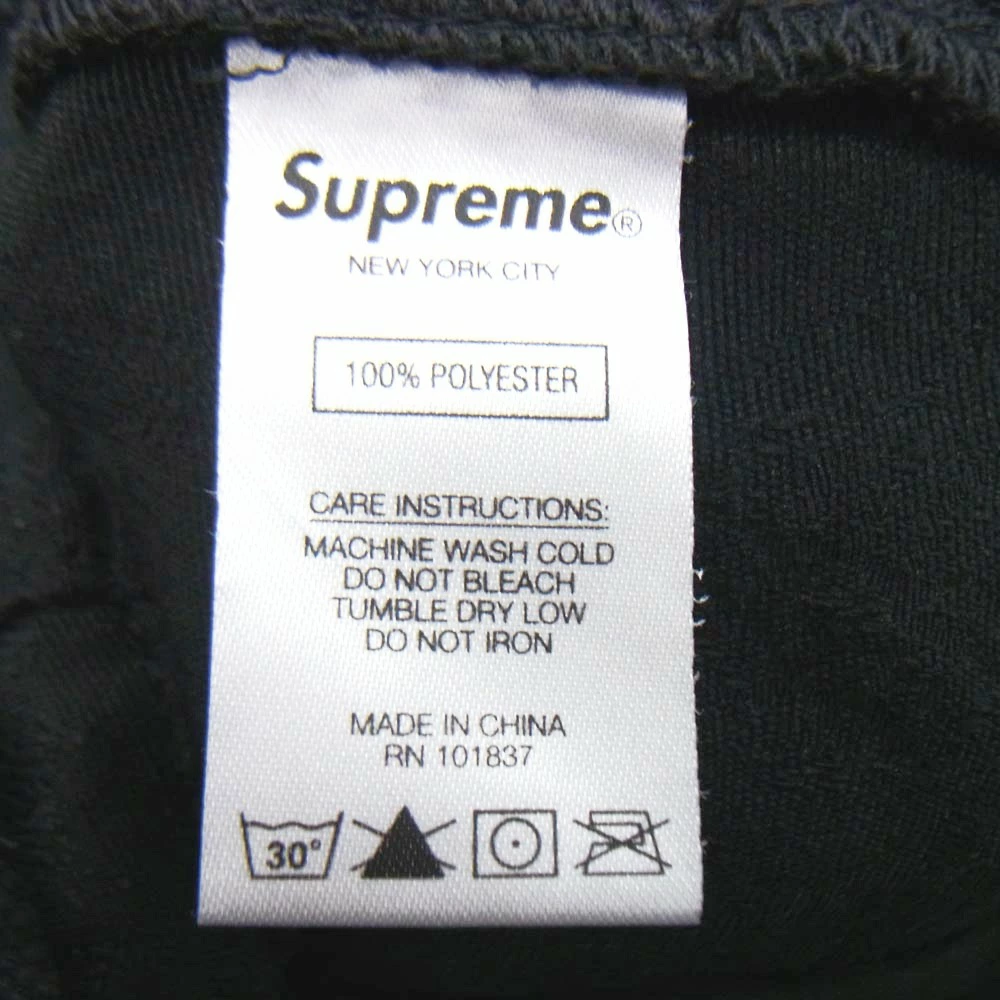 Supreme®
NEW YORK CITY
100% POLYESTER
CARE INSTRUCTIONS:
MACHINE WASH COLD
DO NOT BLEACH
TUMBLE DRY LOW
DO NOT IRON
MADE IN CHINA
RN 101837
30°